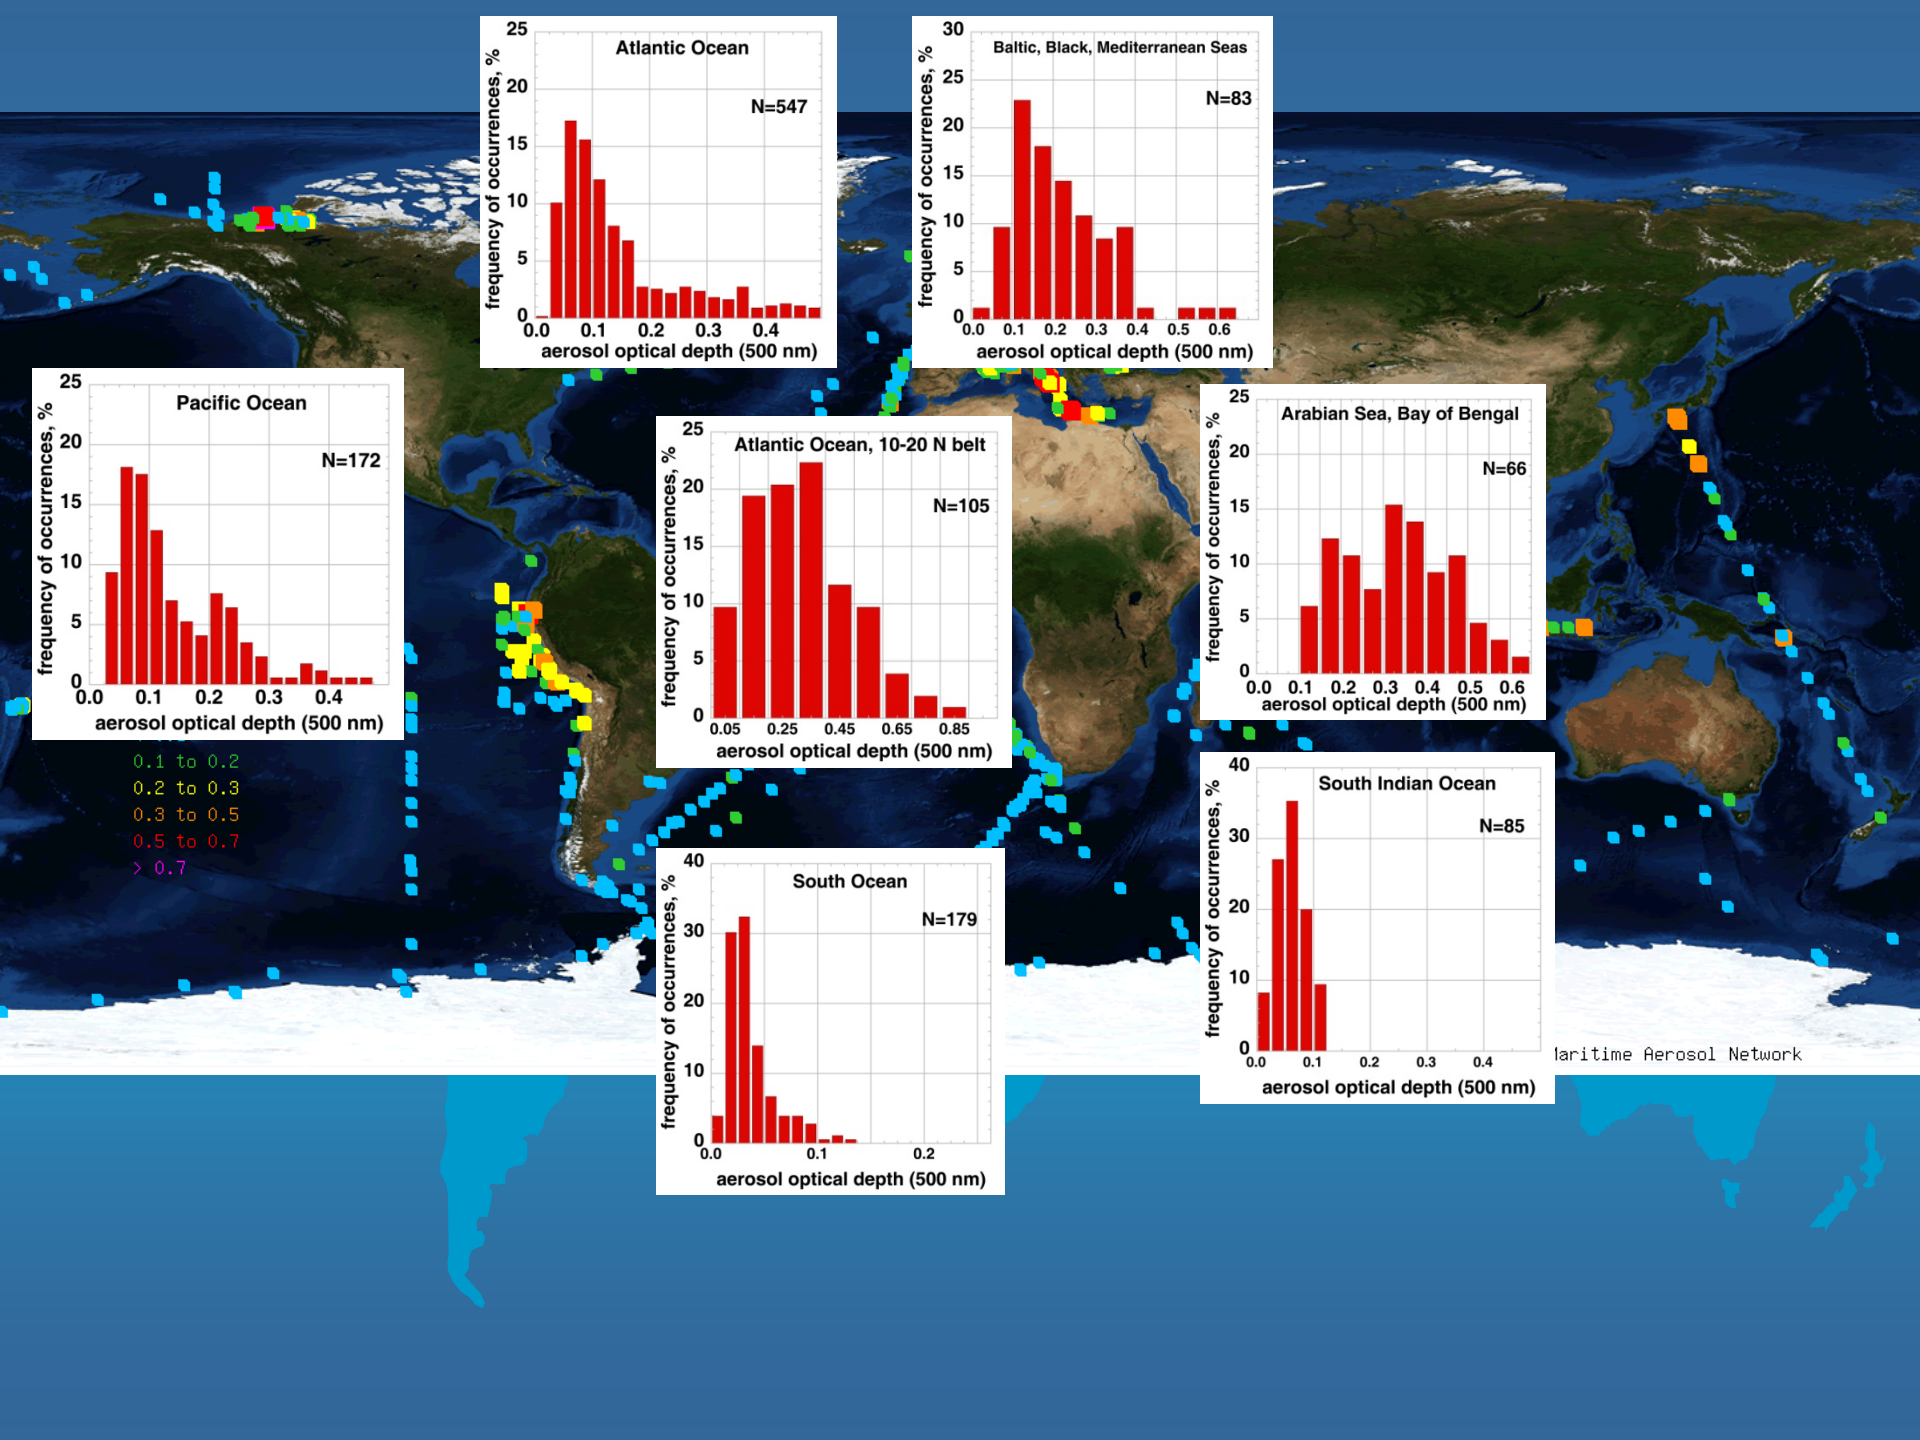 Atlantic Ocean
N=547
frequency of occurrences, %
25
20
15
10
5
0
0.0 0.1 0.2 0.3 0.4
aerosol optical depth (500 nm)
Baltic, Black, Mediterranean Seas
N=83
frequency of occurrences, %
30
25
20
15
10
5
0
0.0 0.1 0.2 0.3 0.4 0.5 0.6
aerosol optical depth (500 nm)
Pacific Ocean
N=172
frequency of occurrences, %
25
20
15
10
5
0
0.0 0.1 0.2 0.3 0.4
aerosol optical depth (500 nm)
Atlantic Ocean, 10-20 N belt
N=105
frequency of occurrences, %
25
20
15
10
5
0
0.05 0.25 0.45 0.65 0.85
aerosol optical depth (500 nm)
Arabian Sea, Bay of Bengal
N=66
frequency of occurrences, %
25
20
15
10
5
0
0.0 0.1 0.2 0.3 0.4 0.5 0.6
aerosol optical depth (500 nm)
0.1 to 0.2
0.2 to 0.3
0.3 to 0.5
0.5 to 0.7
> 0.7
South Ocean
N=179
frequency of occurrences, %
40
30
20
10
0
0.0 0.1 0.2
aerosol optical depth (500 nm)
South Indian Ocean
N=85
frequency of occurrences, %
40
30
20
10
0
0.0 0.1 0.2 0.3 0.4
aerosol optical depth (500 nm)
Aerosol Network